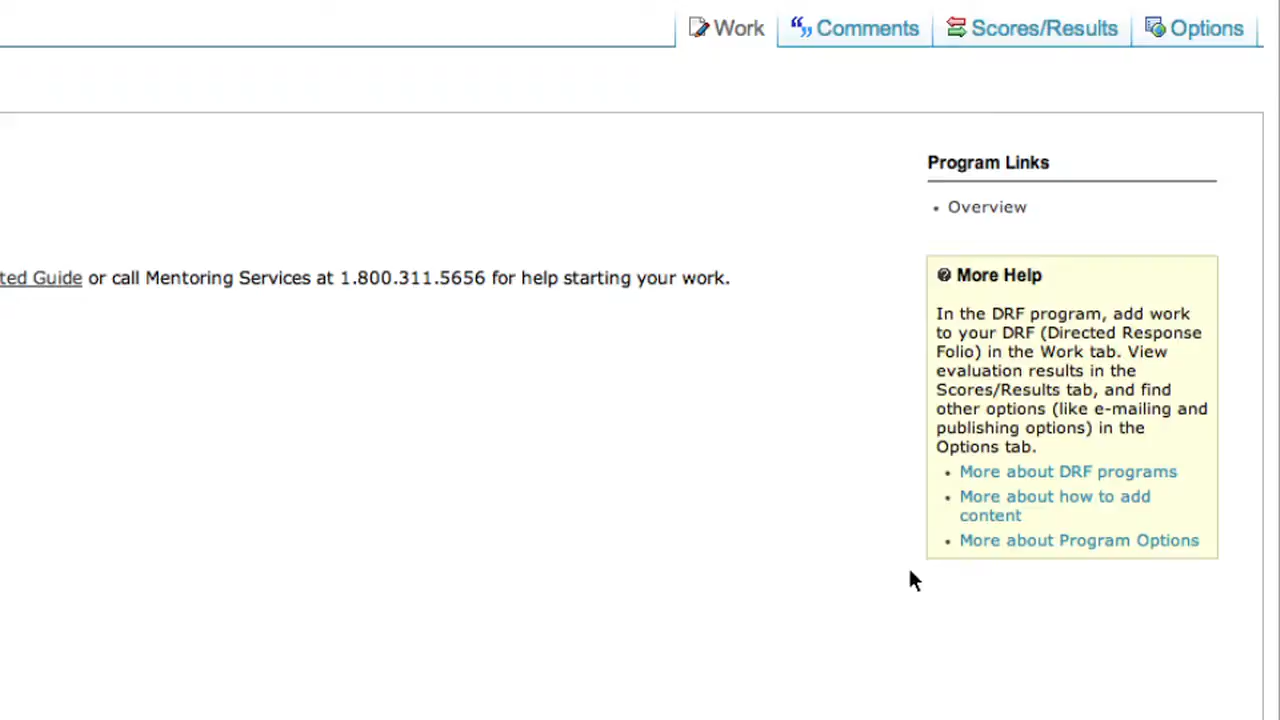 Work Comments Scores/Results Options
Program Links
• Overview
ted Guide or call Mentoring Services at 1.800.311.5656 for help starting your work.
More Help
In the DRF program, add work
to your DRF (Directed Response
Folio) in the Work tab. View
evaluation results in the
Scores/Results tab, and find
other options (like e-mailing and
publishing options) in the
Options tab.
• More about DRF programs
• More about how to add
content
• More about Program Options